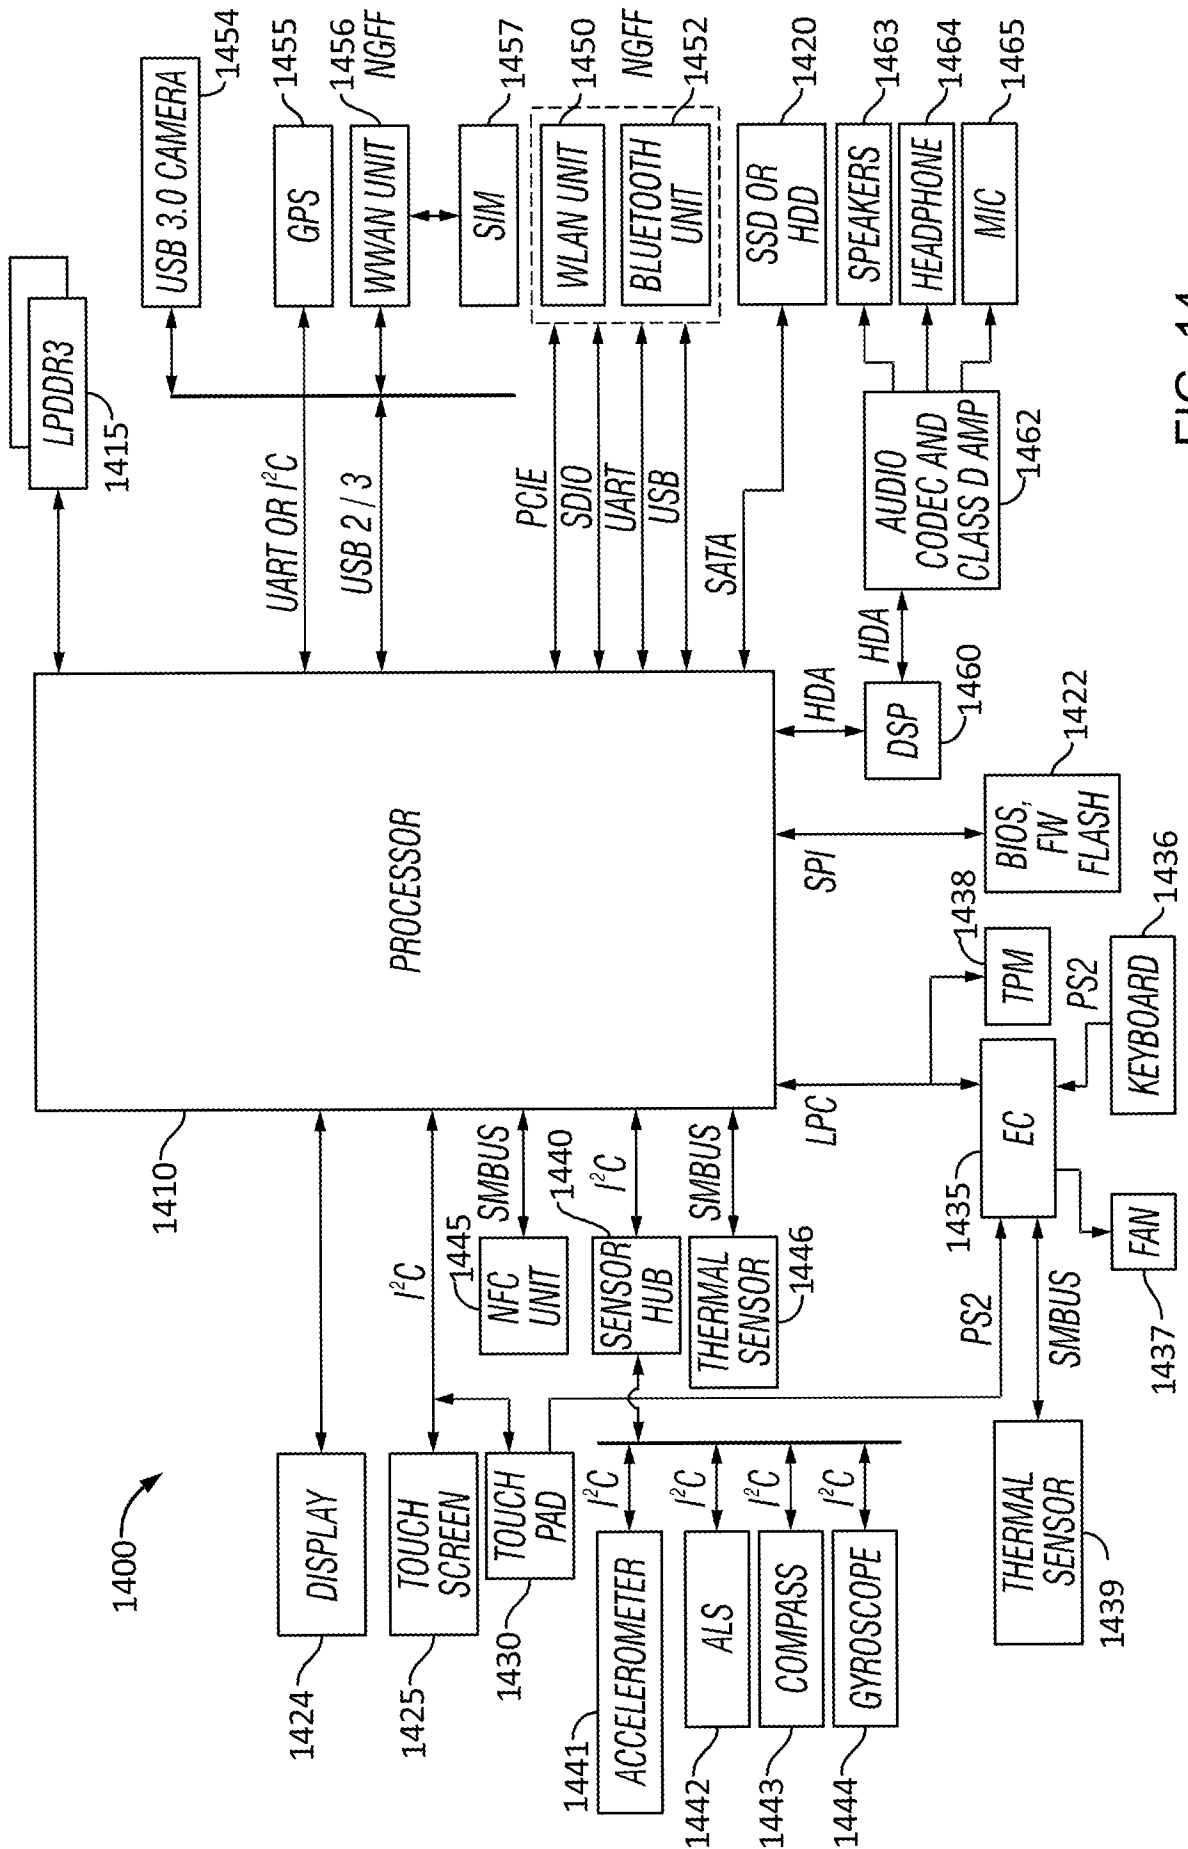 1400
1424
DISPLAY
1425
TOUCH
SCREEN
I²C
1430
TOUCH
PAD
1441
ACCELEROMETER
I²C
1442
ALS
I²C
1443
COMPASS
I²C
1444
GYROSCOPE
I²C
1445
NFC
UNIT
SMBUS
1440
SENSOR
HUB
I²C
1446
THERMAL
SENSOR
SMBUS
1410
PROCESSOR
LPDDR3
1415
USB 3.0 CAMERA
1454
UART OR I²C
GPS
1455
USB 2 / 3
WWAN UNIT
1456
NGFF
SIM
1457
PCIE
SDIO
UART
USB
WLAN UNIT
1450
BLUETOOTH
UNIT
NGFF
1452
SATA
SSD OR
HDD
1420
SPEAKERS
1463
HEADPHONE
1464
MIC
1465
AUDIO
CODEC AND
CLASS D AMP
1462
HDA
HDA
DSP
1460
SPI
BIOS,
FW
FLASH
1422
LPC
TPM
1438
EC
1435
PS2
KEYBOARD
1436
FAN
1437
PS2
SMBUS
THERMAL
SENSOR
1439